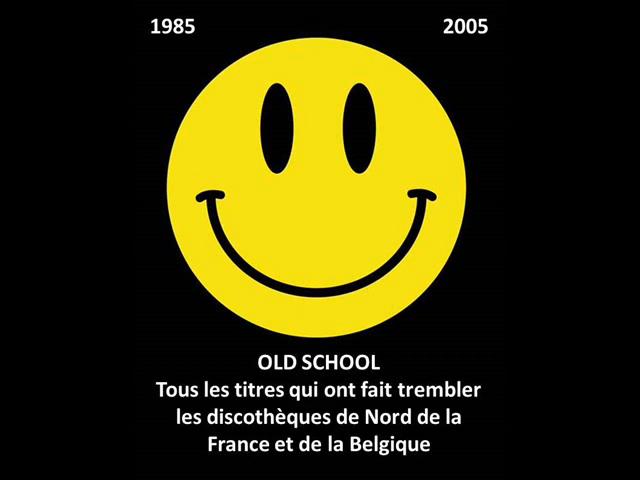 1985 2005
OLD SCHOOL
Tous les titres qui ont fait trembler
les discothèques de Nord de la
France et de la Belgique